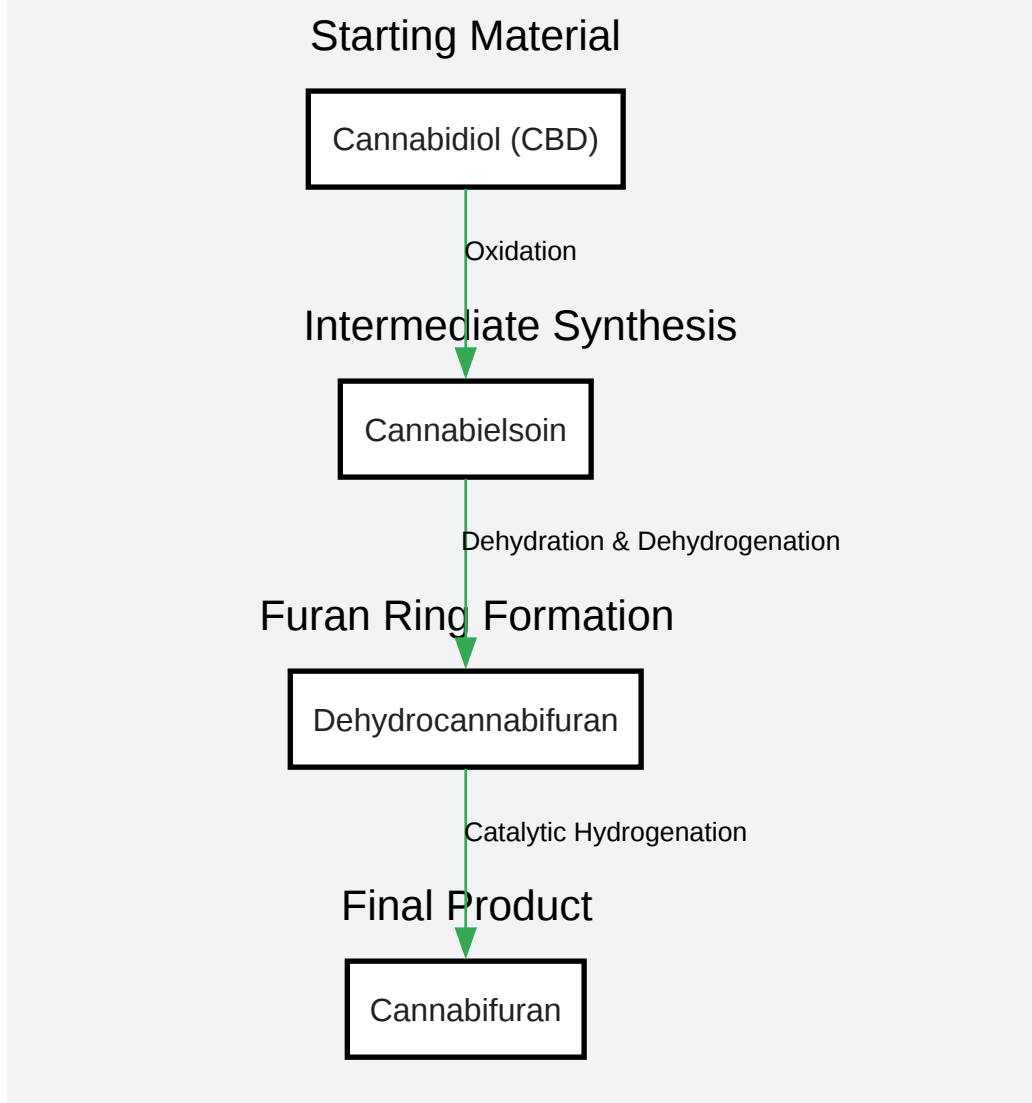 Starting Material
Cannabidiol (CBD)
Oxidation
Intermediate Synthesis
Cannabielsoin
Dehydration & Dehydrogenation
Furan Ring Formation
Dehydrocannabifuran
Catalytic Hydrogenation
Final Product
Cannabifuran